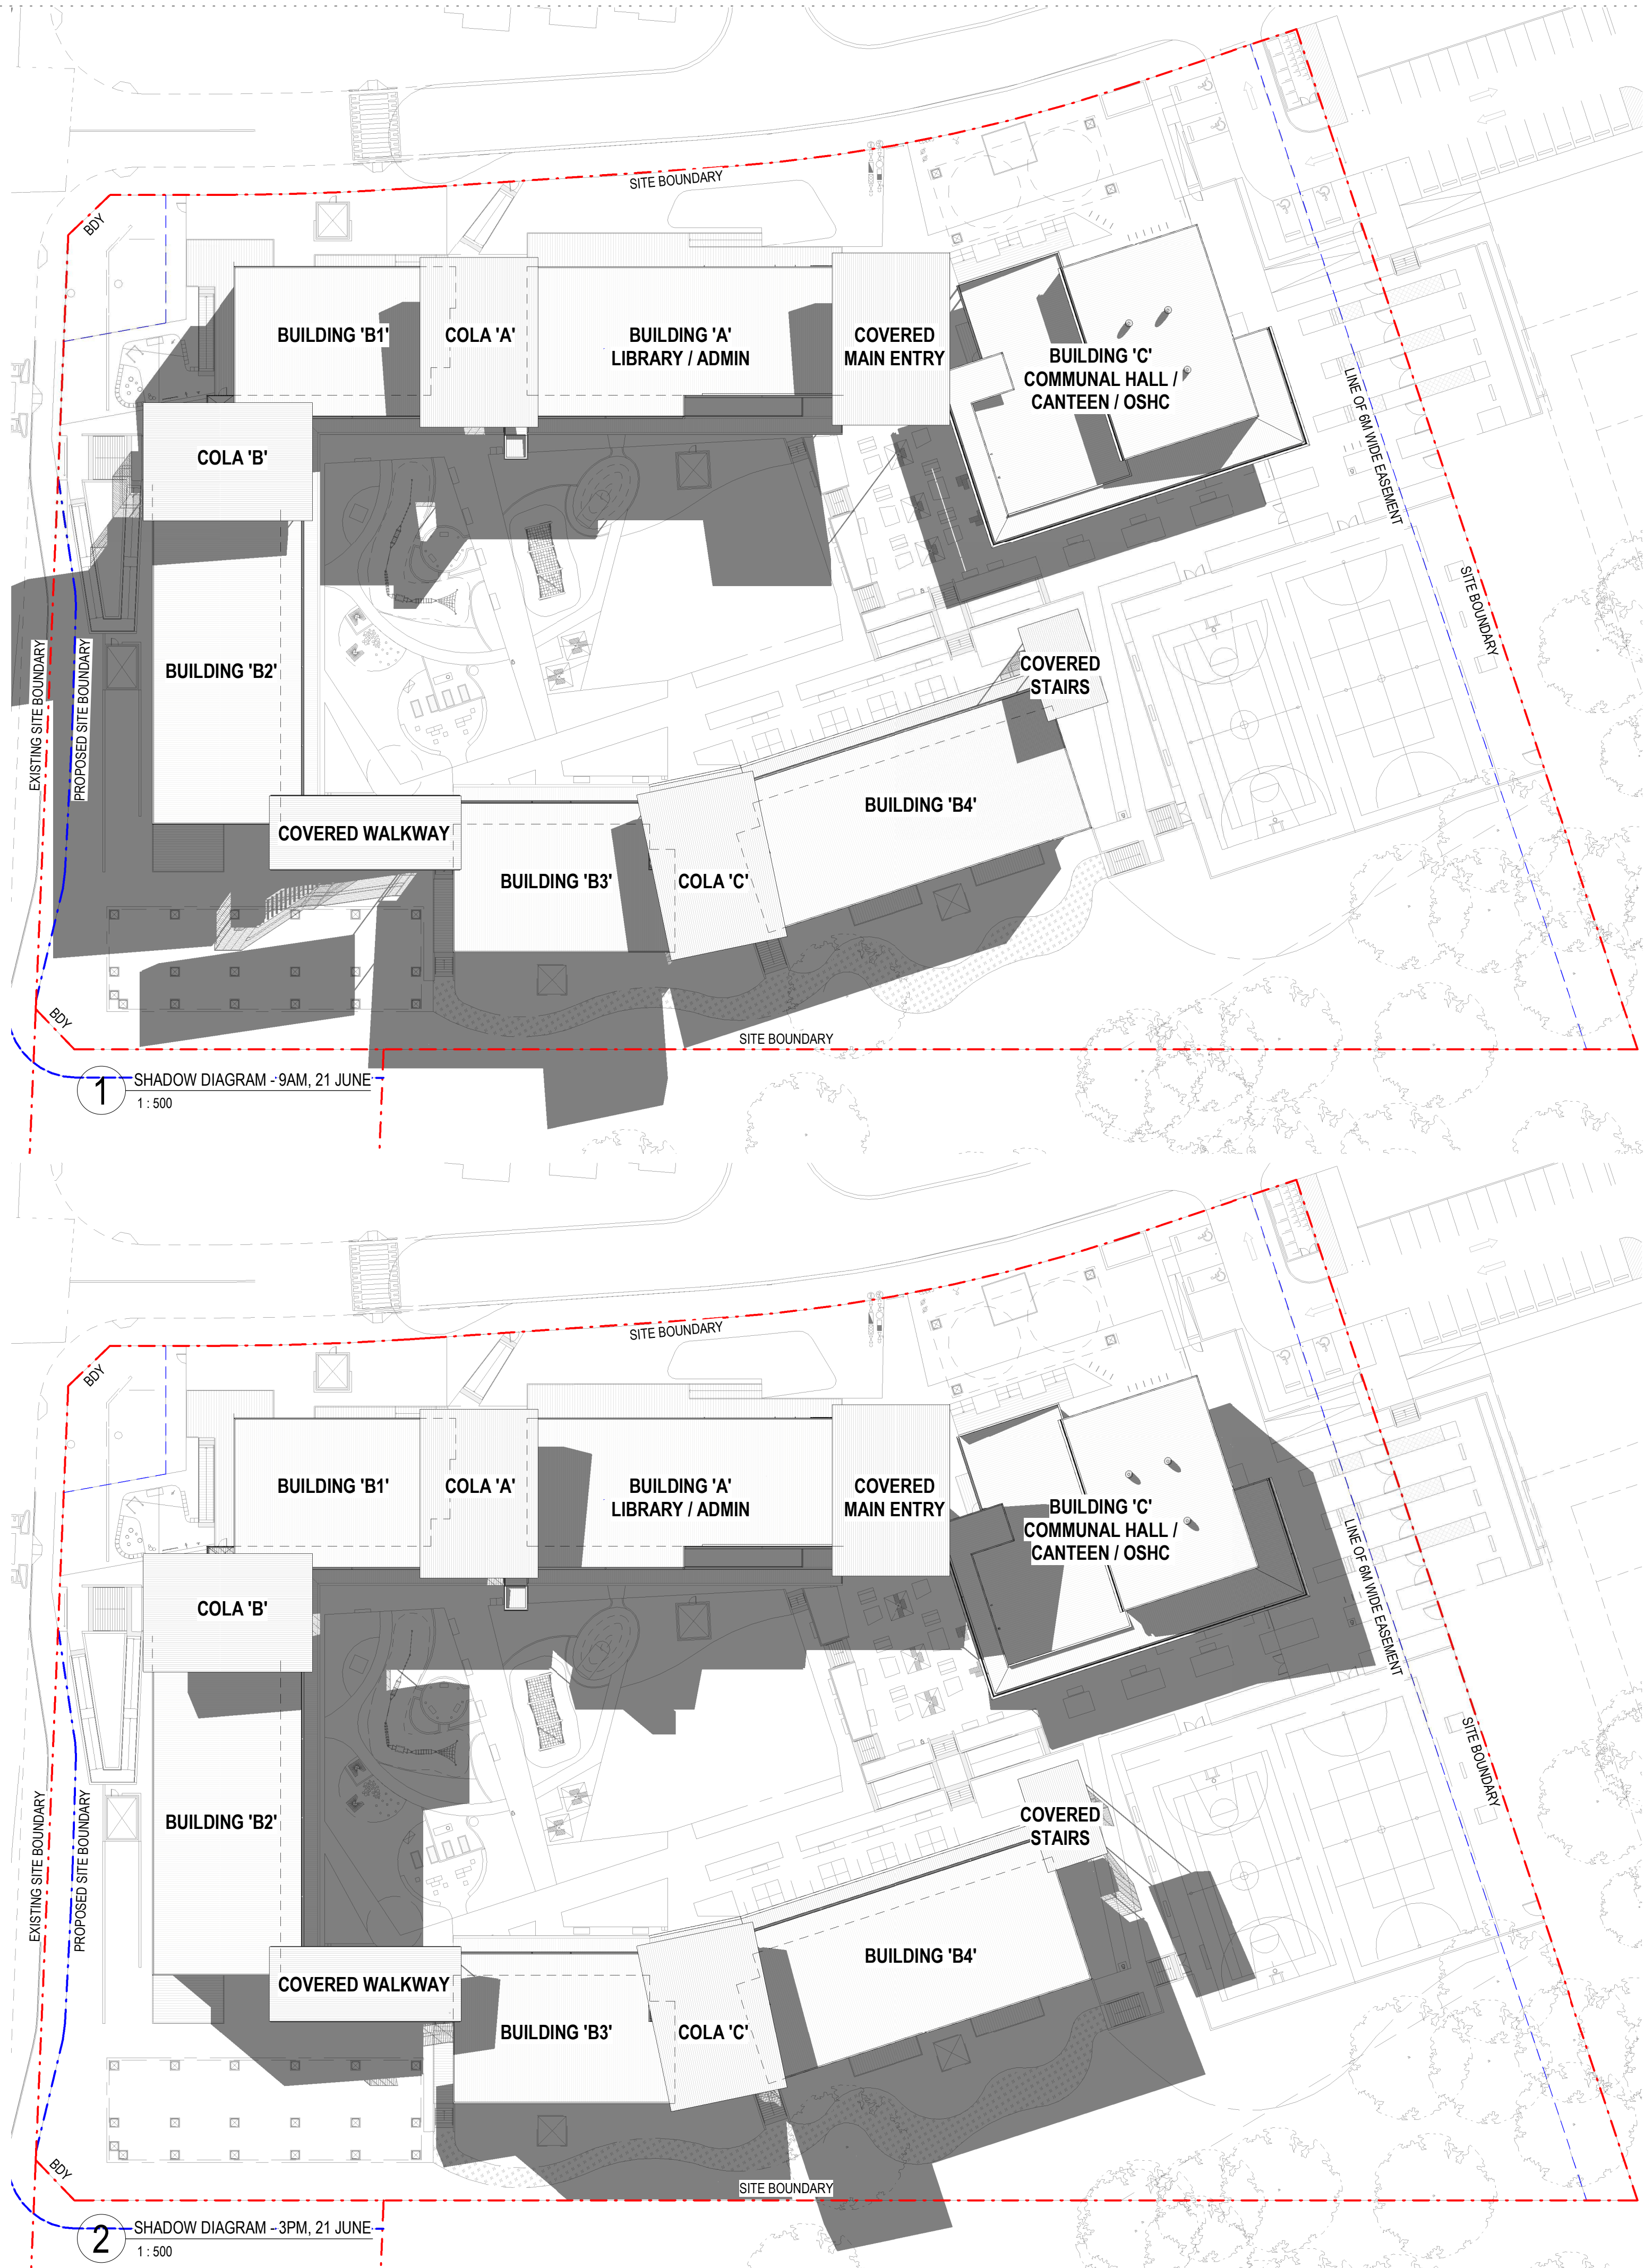 SITE BOUNDARY
BDY
BUILDING 'B1'
COLA 'A'
BUILDING 'A'
LIBRARY / ADMIN
COVERED
MAIN ENTRY
BUILDING 'C'
COMMUNAL HALL /
CANTEEN / OSHC
LINE OF 6M WIDE EASEMENT
COLA 'B'
SITE BOUNDARY
EXISTING SITE BOUNDARY
PROPOSED SITE BOUNDARY
BUILDING 'B2'
COVERED
STAIRS
BUILDING 'B4'
COVERED WALKWAY
BUILDING 'B3'
COLA 'C'
BDY
SITE BOUNDARY
1
SHADOW DIAGRAM - 9AM, 21 JUNE
1 : 500
SITE BOUNDARY
BDY
BUILDING 'B1'
COLA 'A'
BUILDING 'A'
LIBRARY / ADMIN
COVERED
MAIN ENTRY
BUILDING 'C'
COMMUNAL HALL /
CANTEEN / OSHC
LINE OF 6M WIDE EASEMENT
COLA 'B'
SITE BOUNDARY
EXISTING SITE BOUNDARY
PROPOSED SITE BOUNDARY
BUILDING 'B2'
COVERED
STAIRS
BUILDING 'B4'
COVERED WALKWAY
BUILDING 'B3'
COLA 'C'
BDY
SITE BOUNDARY
2
SHADOW DIAGRAM - 3PM, 21 JUNE
1 : 500